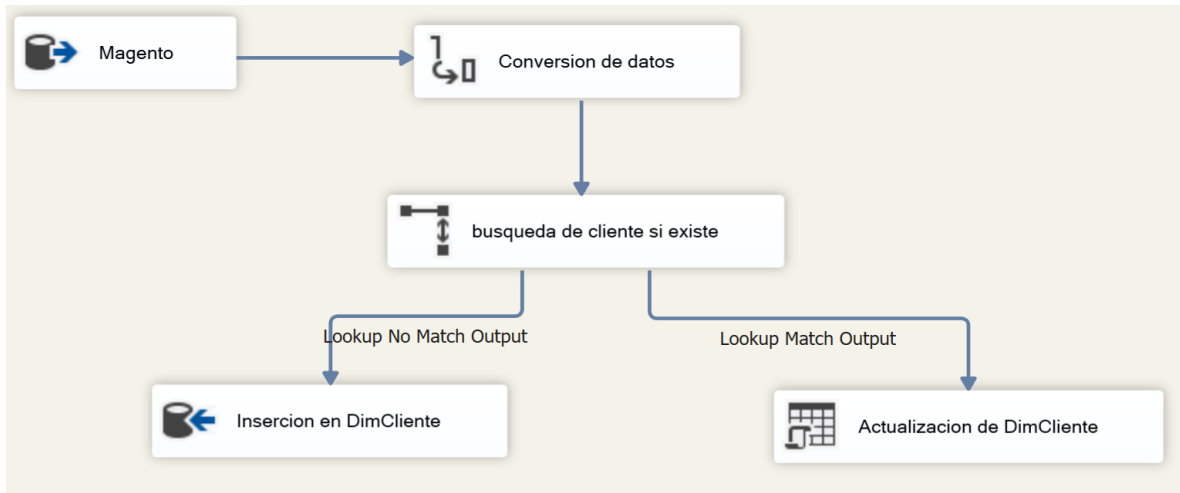 Magento
Conversion de datos
busqueda de cliente si existe
Lookup No Match Output
Lookup Match Output
Insercion en DimCliente
Actualizacion de DimCliente